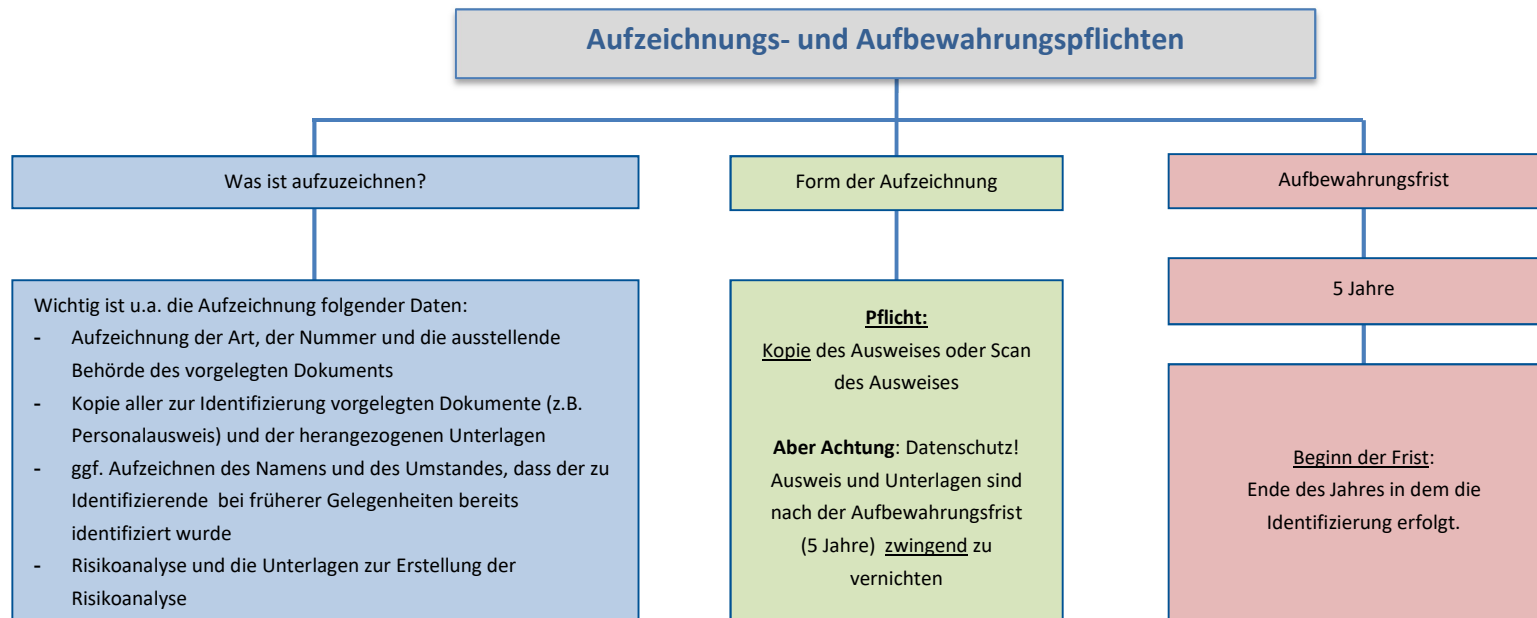 Aufzeichnungs- und Aufbewahrungspflichten
Was ist aufzuzeichnen?
Wichtig ist u.a. die Aufzeichnung folgender Daten:
- Aufzeichnung der Art, der Nummer und die ausstellende
Behörde des vorgelegten Dokuments
- Kopie aller zur Identifizierung vorgelegten Dokumente (z.B.
Personalausweis) und der herangezogenen Unterlagen
- ggf. Aufzeichnen des Namens und des Umstandes, dass der zu
Identifizierende bei früherer Gelegenheiten bereits
identifiziert wurde
- Risikoanalyse und die Unterlagen zur Erstellung der
Risikoanalyse
Form der Aufzeichnung
Pflicht:
Kopie des Ausweises oder Scan
des Ausweises
Aber Achtung: Datenschutz!
Ausweis und Unterlagen sind
nach der Aufbewahrungsfrist
(5 Jahre) zwingend zu
vernichten
Aufbewahrungsfrist
5 Jahre
Beginn der Frist:
Ende des Jahres in dem die
Identifizierung erfolgt.